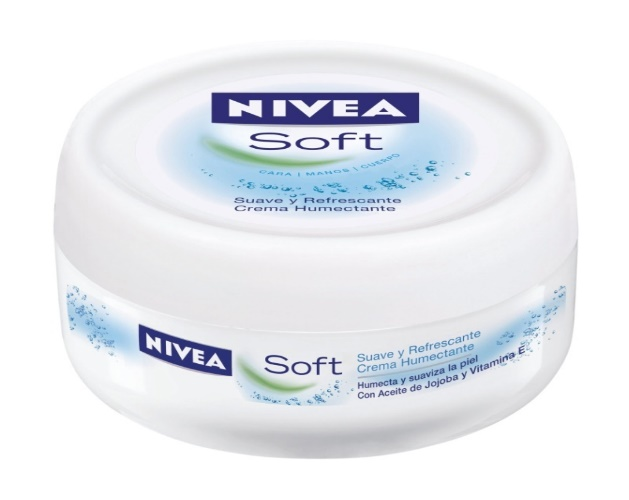 NIVEA
Soft
CARA | MANOS | CUERPO
Suave y Refrescante
Crema Humectante
NIVEA
Soft
Suave y Refrescante
Crema Humectante
Humecta y suaviza la piel
Con Aceite de Jojoba y Vitamina E